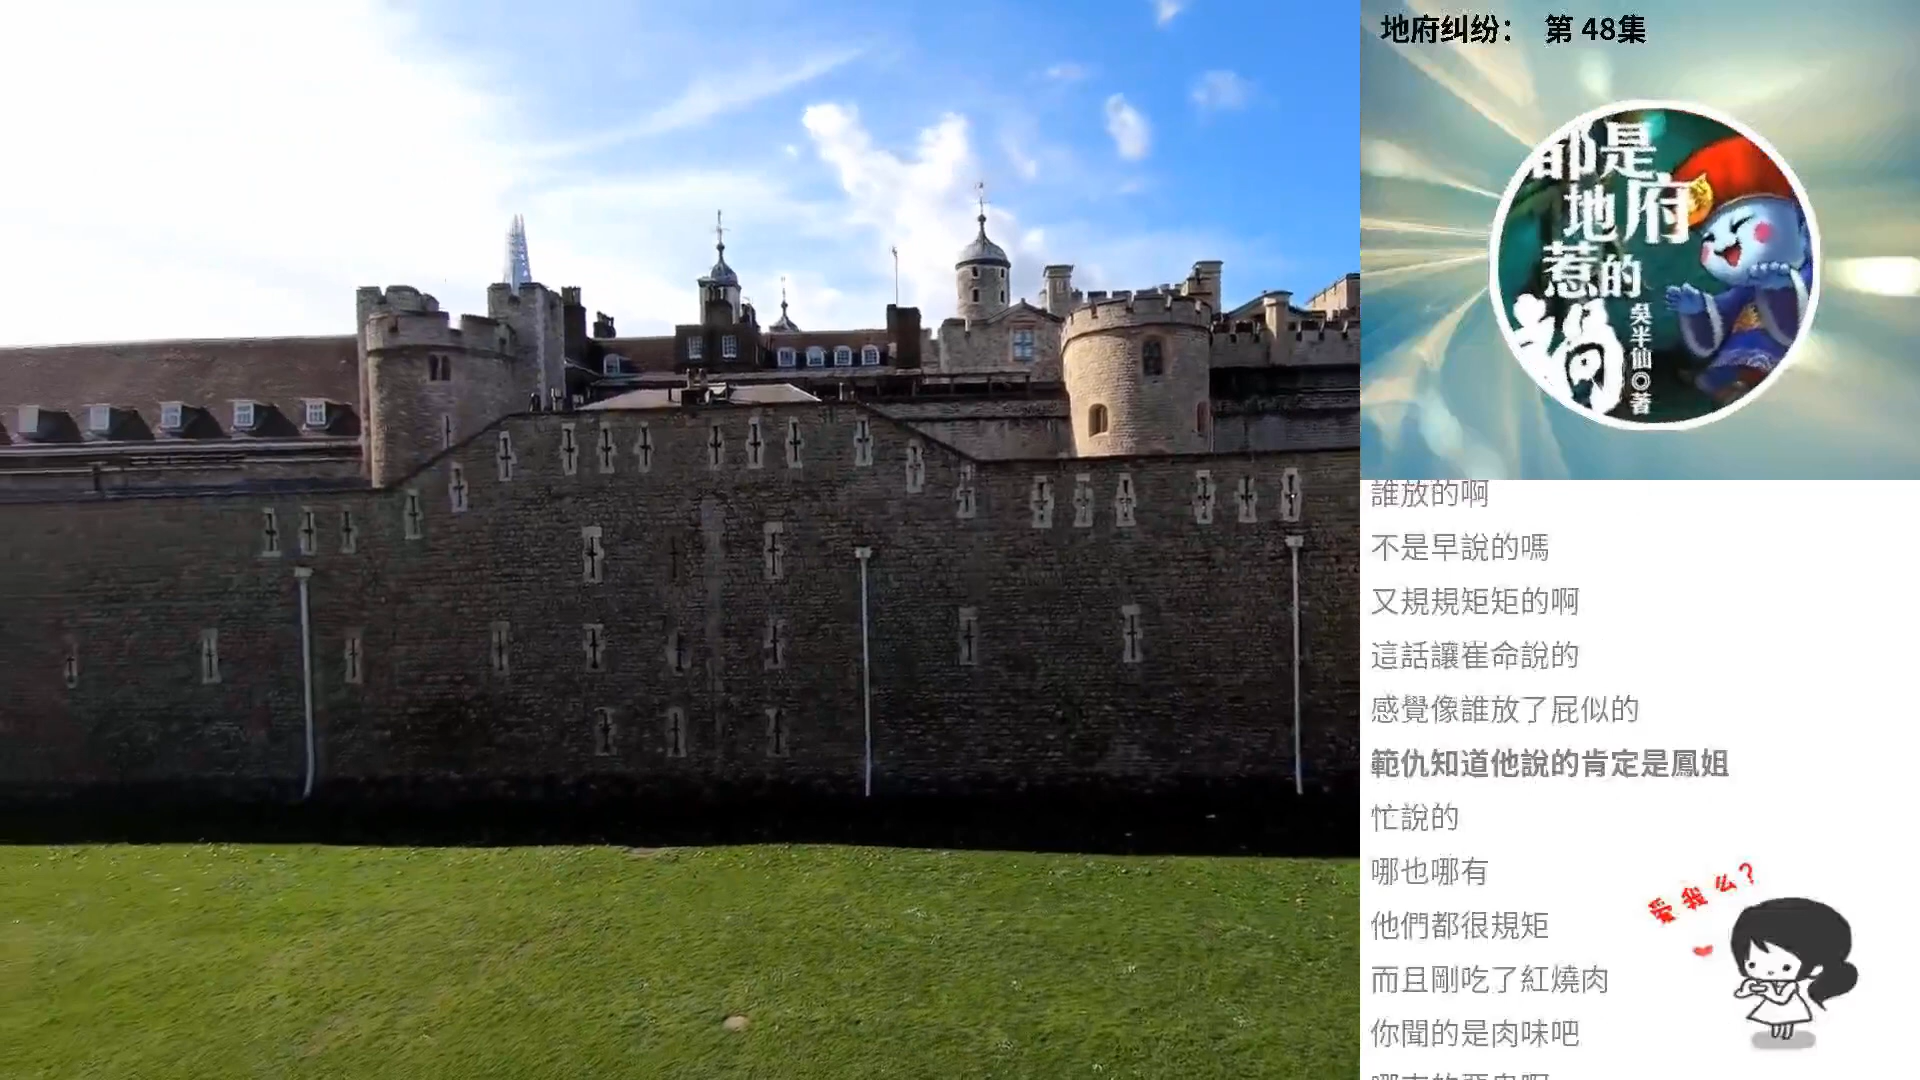 地府纠纷： 第 48集
都是
地府
惹的
禍
吳半仙◎著
誰放的啊
不是早說的嗎
又規規矩矩的啊
這話讓崔命說的
感覺像誰放了屁似的
範仇知道他說的肯定是鳳姐
忙說的
哪也哪有
他們都很規矩
而且剛吃了紅燒肉
你聞的是肉味吧
爱我么？